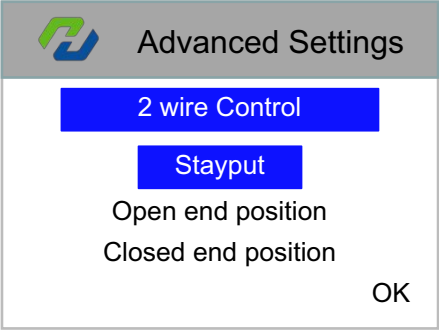 Advanced Settings
2 wire Control
Stayput
Open end position
Closed end position
OK